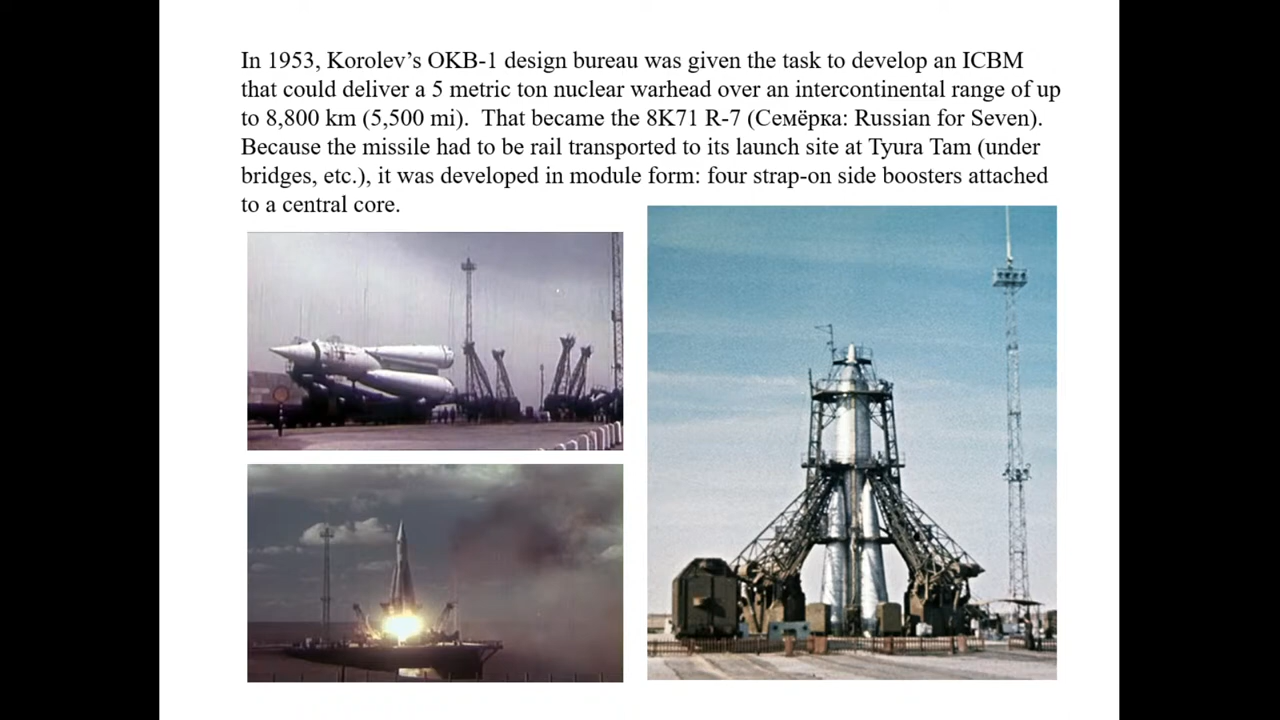 In 1953, Korolev’s OKB-1 design bureau was given the task to develop an ICBM
that could deliver a 5 metric ton nuclear warhead over an intercontinental range of up
to 8,800 km (5,500 mi).  That became the 8K71 R-7 (Семёрка: Russian for Seven).
Because the missile had to be rail transported to its launch site at Tyura Tam (under
bridges, etc.), it was developed in module form: four strap-on side boosters attached
to a central core.